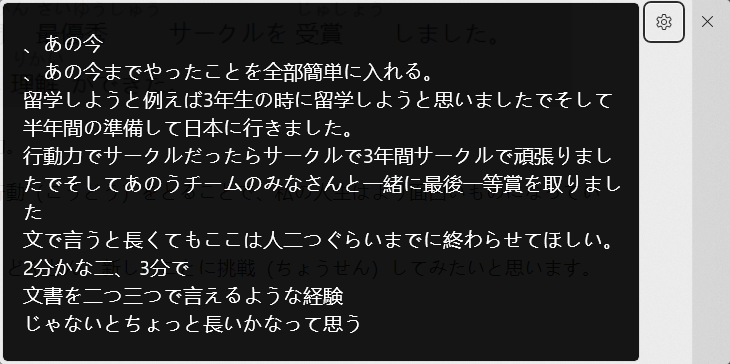 、あの今
、あの今までやったことを全部簡単に入れる。
留学しようと例えば3年生の時に留学しようと思いましたでそして
半年間の準備して日本に行きました。
行動力でサークルだったらサークルで3年間サークルで頑張りまし
たでそしてあのうチームのみなさんと一緒に最後一等賞を取りまし
た
文で言うと長くてもここは人二つぐらいまでに終わらせてほしい。
2分かな二、 3分で
文書を二つ三つで言えるような経験
じゃないとちょっと長いかなって思う
さいゆうしゅう じゅしょう
最優秀 サークルを 受賞 しました。
に挑戦（ちょうせん）してみたいと思います。